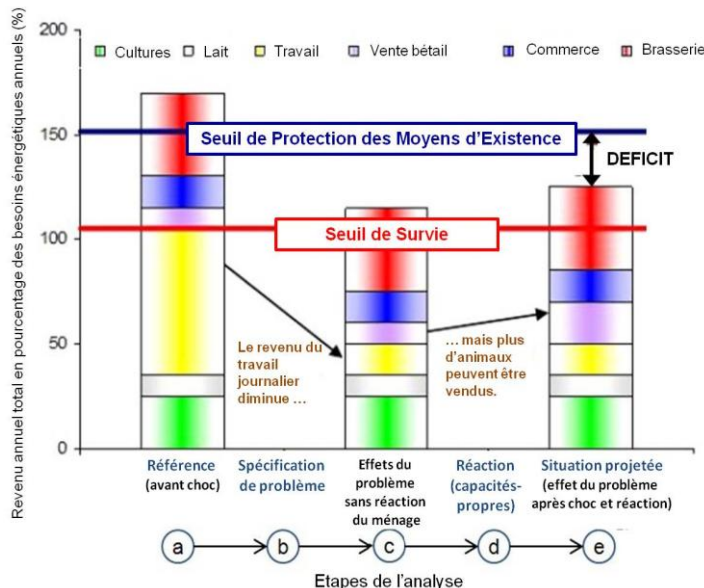 Revenu annuel total en pourcentage des besoins énergétiques annuels (%)
200
150
100
50
0
Cultures
Lait
Travail
Vente bétail
Commerce
Brasserie
Seuil de Protection des Moyens d'Existence
DEFICIT
Seuil de Survie
Le revenu du
travail
journalier
diminue ...
... mais plus
d'animaux
peuvent être
vendus.
Référence
(avant choc)
Spécification
de problème
Effets du
problème
sans réaction
du ménage
Réaction
(capacités-
propres)
Situation projetée
(effet du problème
après choc et réaction)
a
b
c
d
e
Etapes de l'analyse